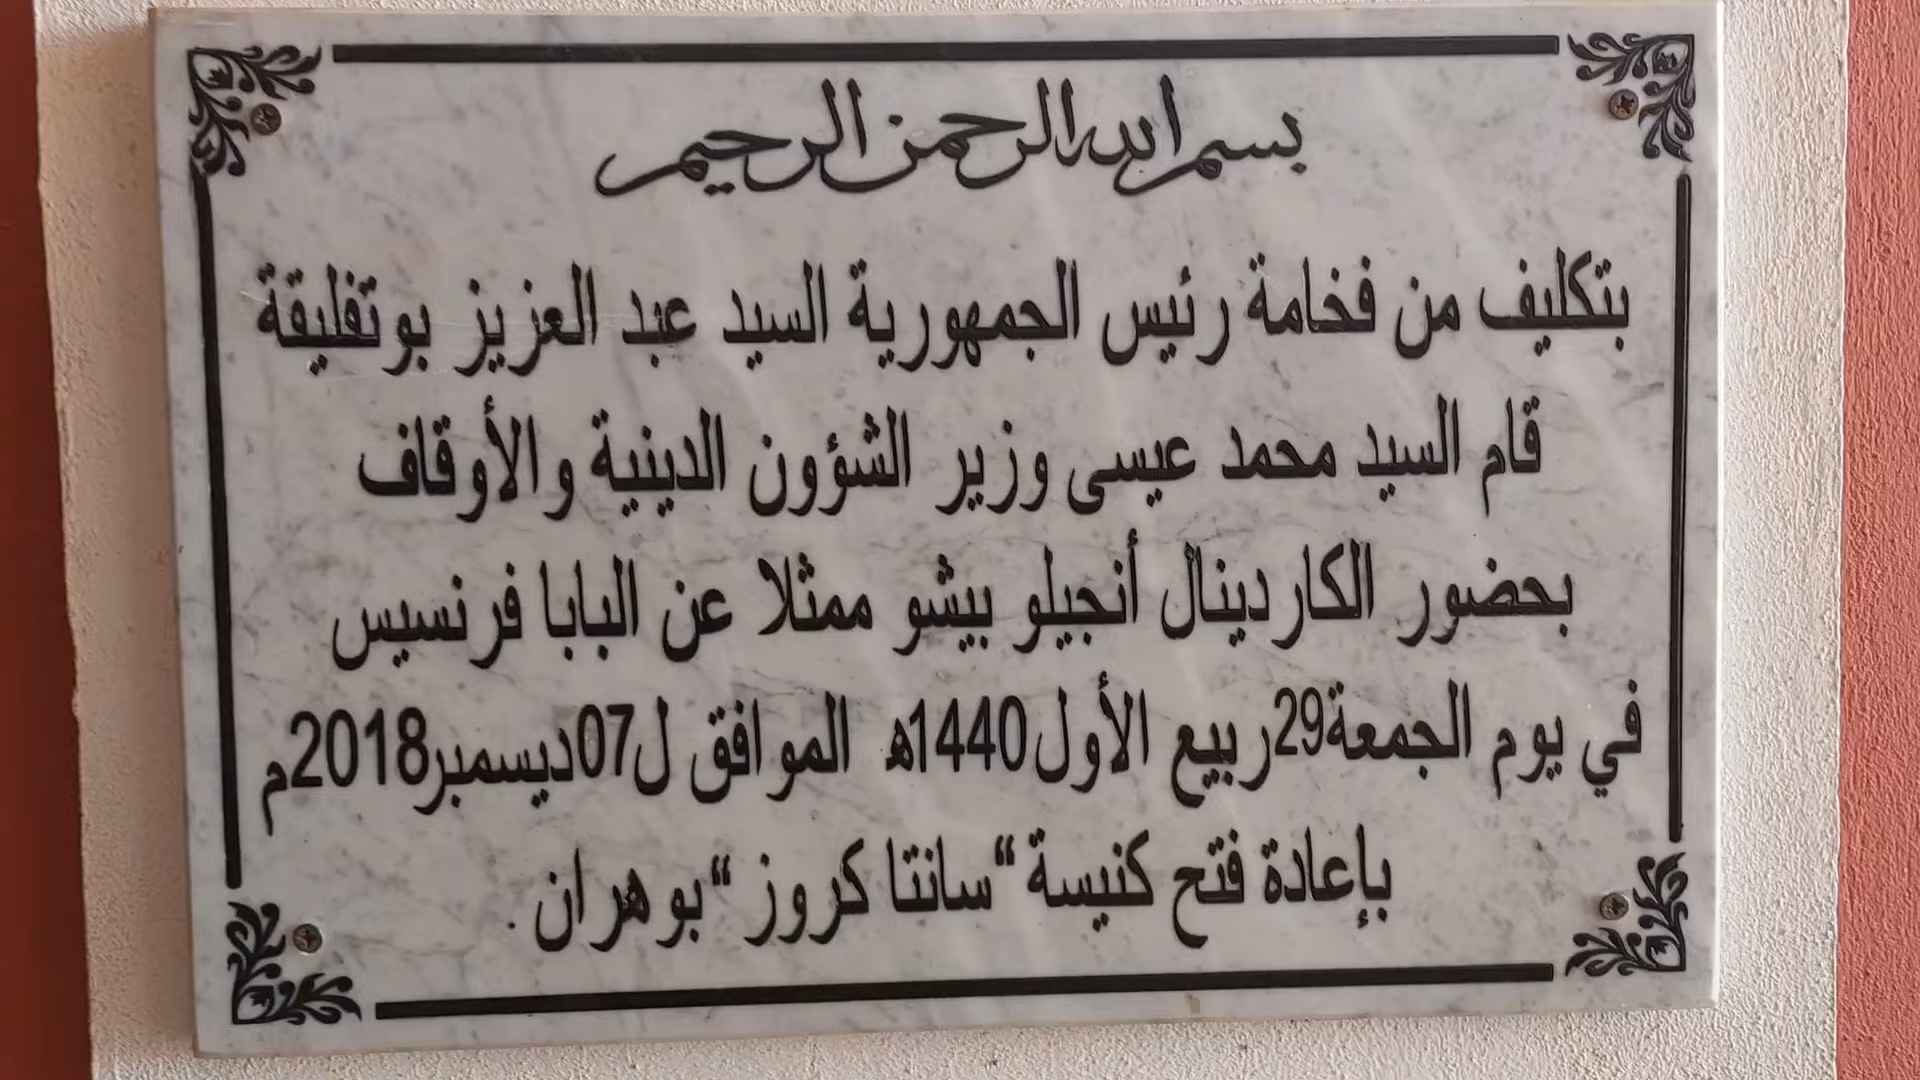 بسم الله الرحمن الرحيم
بتكليف من فخامة رئيس الجمهورية السيد عبد العزيز بوتفليقة
قام السيد محمد عيسى وزير الشؤون الدينية والأوقاف
بحضور الكاردينال أنجيلو بيشو ممثلا عن البابا فرنسيس
في يوم الجمعة29ربيع الأول1440ه الموافق ل07ديسمبر2018م
بإعادة فتح كنيسة “سانتا كروز “بوهران .